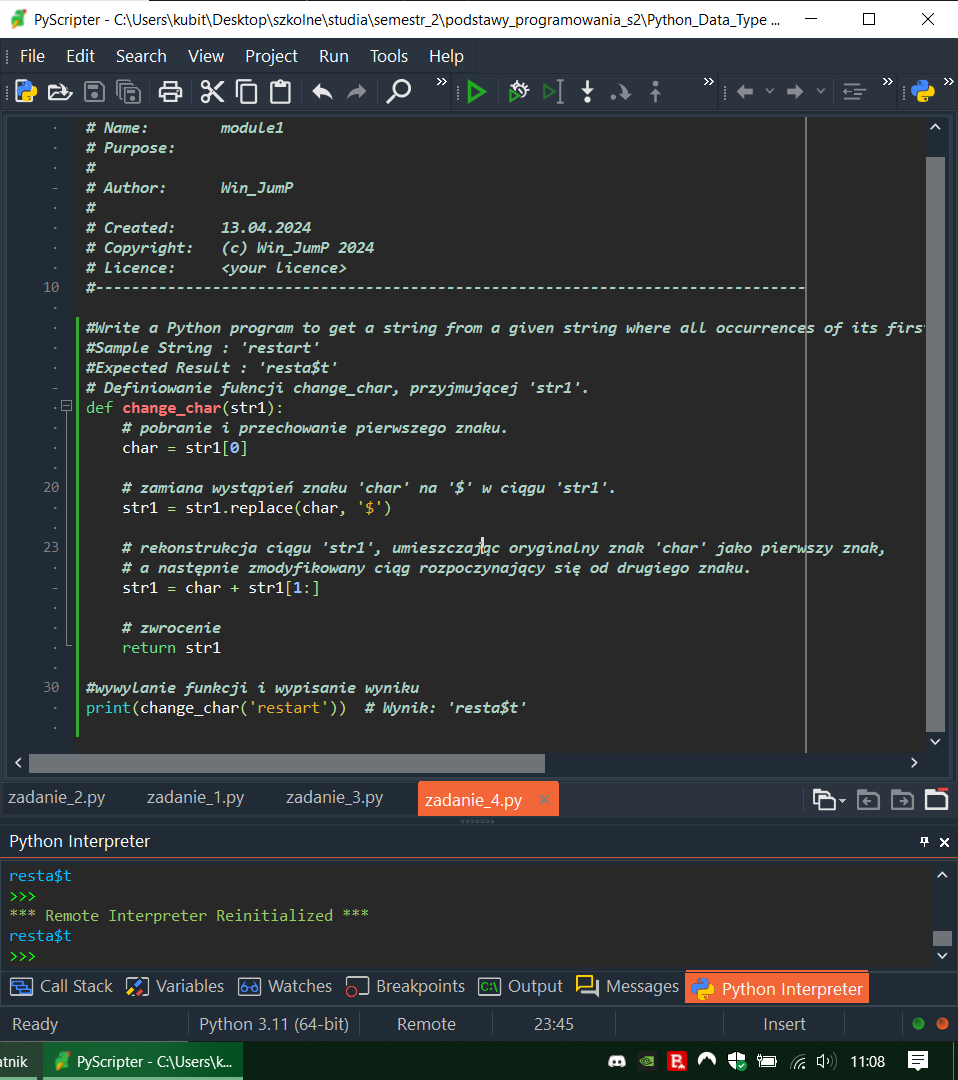 PyScripter - C:\Users\kubit\Desktop\szkolne\studia\semestr_2\podstawy_programowania_s2\Python_Data_Type ...
File Edit Search View Project Run Tools Help
# Name: module1
# Purpose:
#
# Author: Win_JumP
#
# Created: 13.04.2024
# Copyright: (c) Win_JumP 2024
# Licence: <your licence>
10 #-------------------------------------------------------------------------------
#Write a Python program to get a string from a given string where all occurrences of its firs
#Sample String : 'restart'
#Expected Result : 'resta$t'
# Definiowanie fukncji change_char, przyjmującej 'str1'.
def change_char(str1):
# pobranie i przechowanie pierwszego znaku.
char = str1[0]
20 # zamiana wystąpień znaku 'char' na '$' w ciągu 'str1'.
str1 = str1.replace(char, '$')
23 # rekonstrukcja ciągu 'str1', umieszczając oryginalny znak 'char' jako pierwszy znak,
# a następnie zmodyfikowany ciąg rozpoczynający się od drugiego znaku.
str1 = char + str1[1:]
# zwrocenie
return str1
30 #wywylanie funkcji i wypisanie wyniku
print(change_char('restart')) # Wynik: 'resta$t'
zadanie_2.py zadanie_1.py zadanie_3.py zadanie_4.py
Python Interpreter
resta$t
>>>
*** Remote Interpreter Reinitialized ***
resta$t
>>>
Call Stack Variables Watches Breakpoints Output Messages Python Interpreter
Ready Python 3.11 (64-bit) Remote 23:45 Insert
atnik PyScripter - C:\Users\k... 11:08